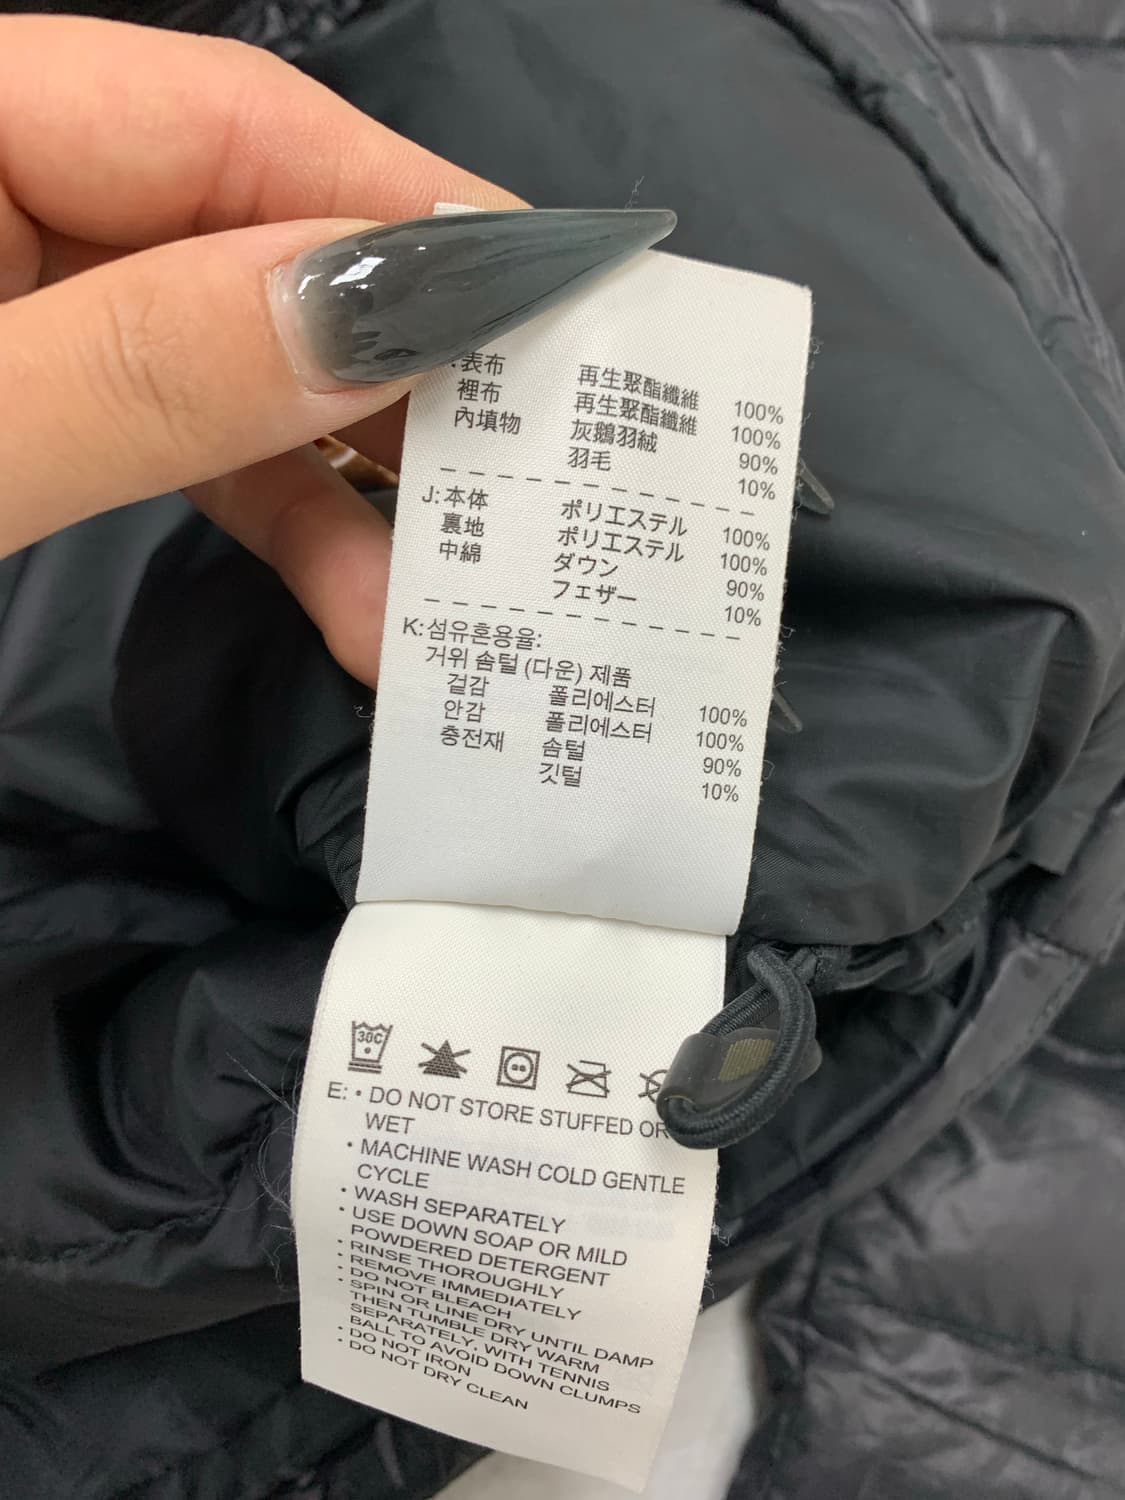 表布 再生聚酯纖維 100%
裡布 再生聚酯纖維 100%
內填物 灰鵝羽絨 90%
羽毛 10%
J:本体 ポリエステル 100%
裏地 ポリエステル 100%
中綿 ダウン 90%
フェザー 10%
K:섬유혼용율:
거위 솜털 (다운) 제품
겉감 폴리에스터 100%
안감 폴리에스터 100%
충전재 솜털 90%
깃털 10%
30C
E: • DO NOT STORE STUFFED OR
WET
• MACHINE WASH COLD GENTLE
CYCLE
• WASH SEPARATELY
• USE DOWN SOAP OR MILD
POWDERED DETERGENT
• RINSE THOROUGHLY
• REMOVE IMMEDIATELY
• DO NOT BLEACH
• SPIN OR LINE DRY UNTIL DAMP
THEN TUMBLE DRY WARM
SEPARATELY, WITH TENNIS
BALL TO AVOID DOWN CLUMPS
• DO NOT IRON
• DO NOT DRY CLEAN